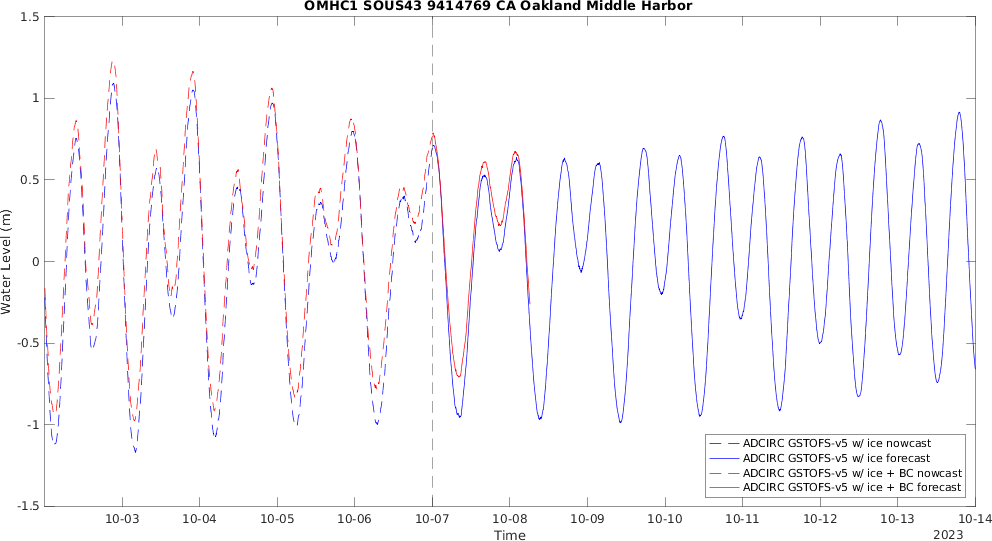 OMHC1 SOUS43 9414769 CA Oakland Middle Harbor
Water Level (m)
1.5
1
0.5
0
-0.5
-1
-1.5
10-03 10-04 10-05 10-06 10-07 10-08 10-09 10-10 10-11 10-12 10-13 10-14
Time
2023
ADCIRC GSTOFS-v5 w/ ice nowcast
ADCIRC GSTOFS-v5 w/ ice forecast
ADCIRC GSTOFS-v5 w/ ice + BC nowcast
ADCIRC GSTOFS-v5 w/ ice + BC forecast